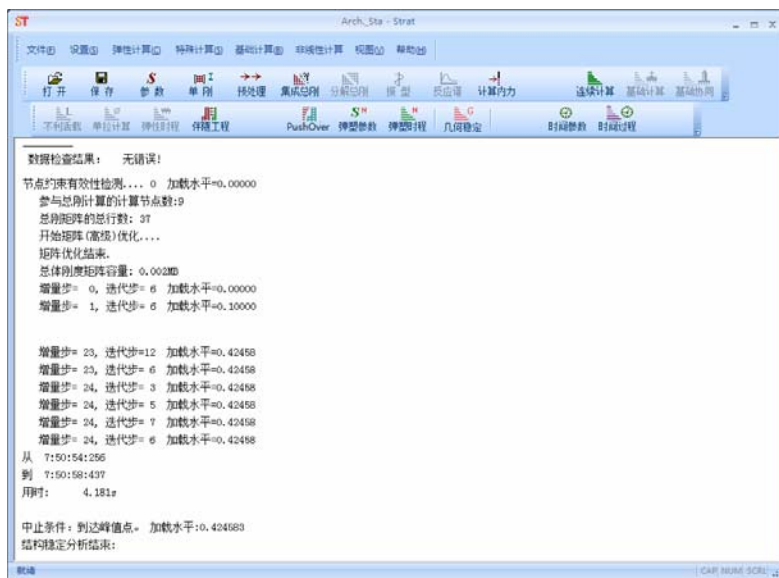 ST Arch._Sta - Strat
文件(F) 设置(S) 弹性计算(C) 特殊计算(S) 基础计算(B) 非线性计算 视图(V) 帮助(H)
打开 保存 参数 单刚 预处理 集成总刚 分解总刚 振型 反应谱 计算内力 连续计算 基础计算 基础协同
不利活载 单拉计算 弹性时程 伴随工程 PushOver 弹塑参数 弹塑时程 几何稳定 时间参数 时间过程
数据检查结果: 无错误!
节点约束有效性检测.... 0 加载水平=0.00000
参与总刚计算的计算节点数:9
总刚矩阵的总行数: 37
开始矩阵(高级)优化....
矩阵优化结束.
总体刚度矩阵容量: 0.002MB
增量步= 0, 迭代步= 6 加载水平=0.00000
增量步= 1, 迭代步= 6 加载水平=0.10000
增量步= 23, 迭代步=12 加载水平=0.42458
增量步= 23, 迭代步= 6 加载水平=0.42458
增量步= 24, 迭代步= 3 加载水平=0.42458
增量步= 24, 迭代步= 5 加载水平=0.42458
增量步= 24, 迭代步= 7 加载水平=0.42458
增量步= 24, 迭代步= 6 加载水平=0.42458
从 7:50:54:256
到 7:50:58:437
用时: 4.181s
中止条件: 到达峰值点。 加载水平:0.424583
结构稳定分析结束:
就绪 CAP NUM SCRL